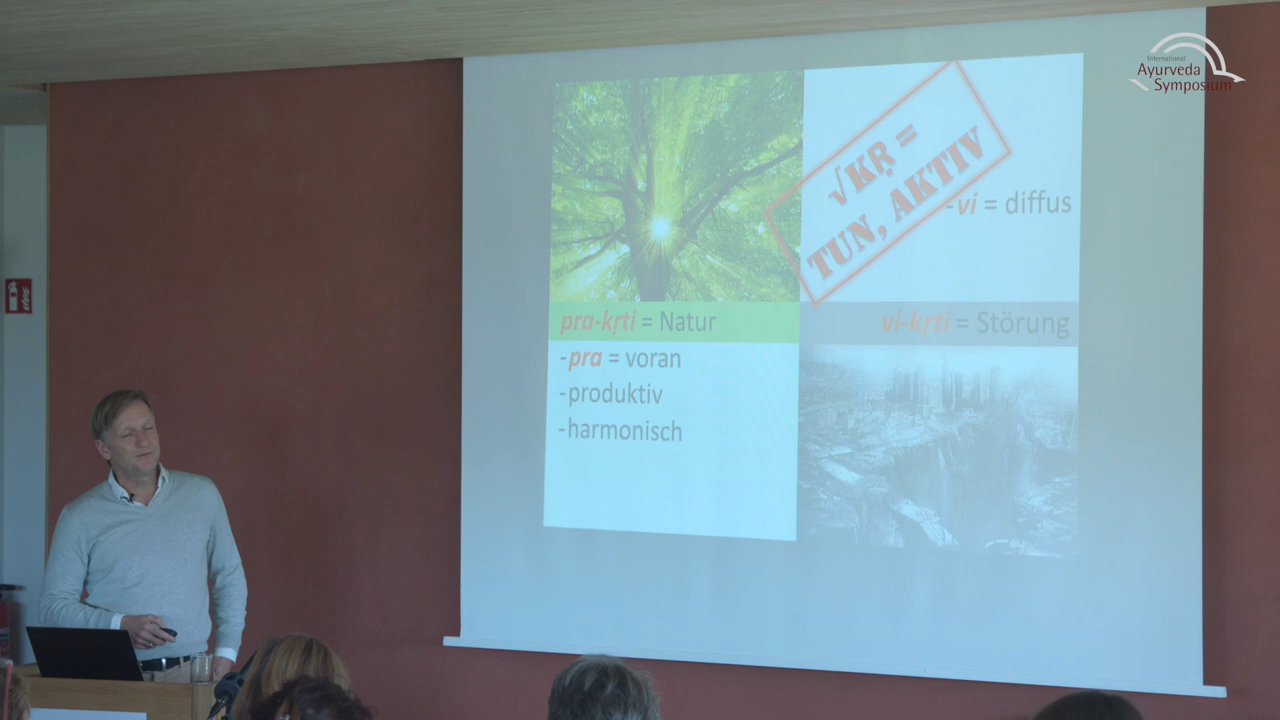 International
Ayurveda
Symposium
√KṚ =
TUN, AKTIV
-vi = diffus
pra-kṛti = Natur
vi-kṛti = Störung
-pra = voran
-produktiv
-harmonisch